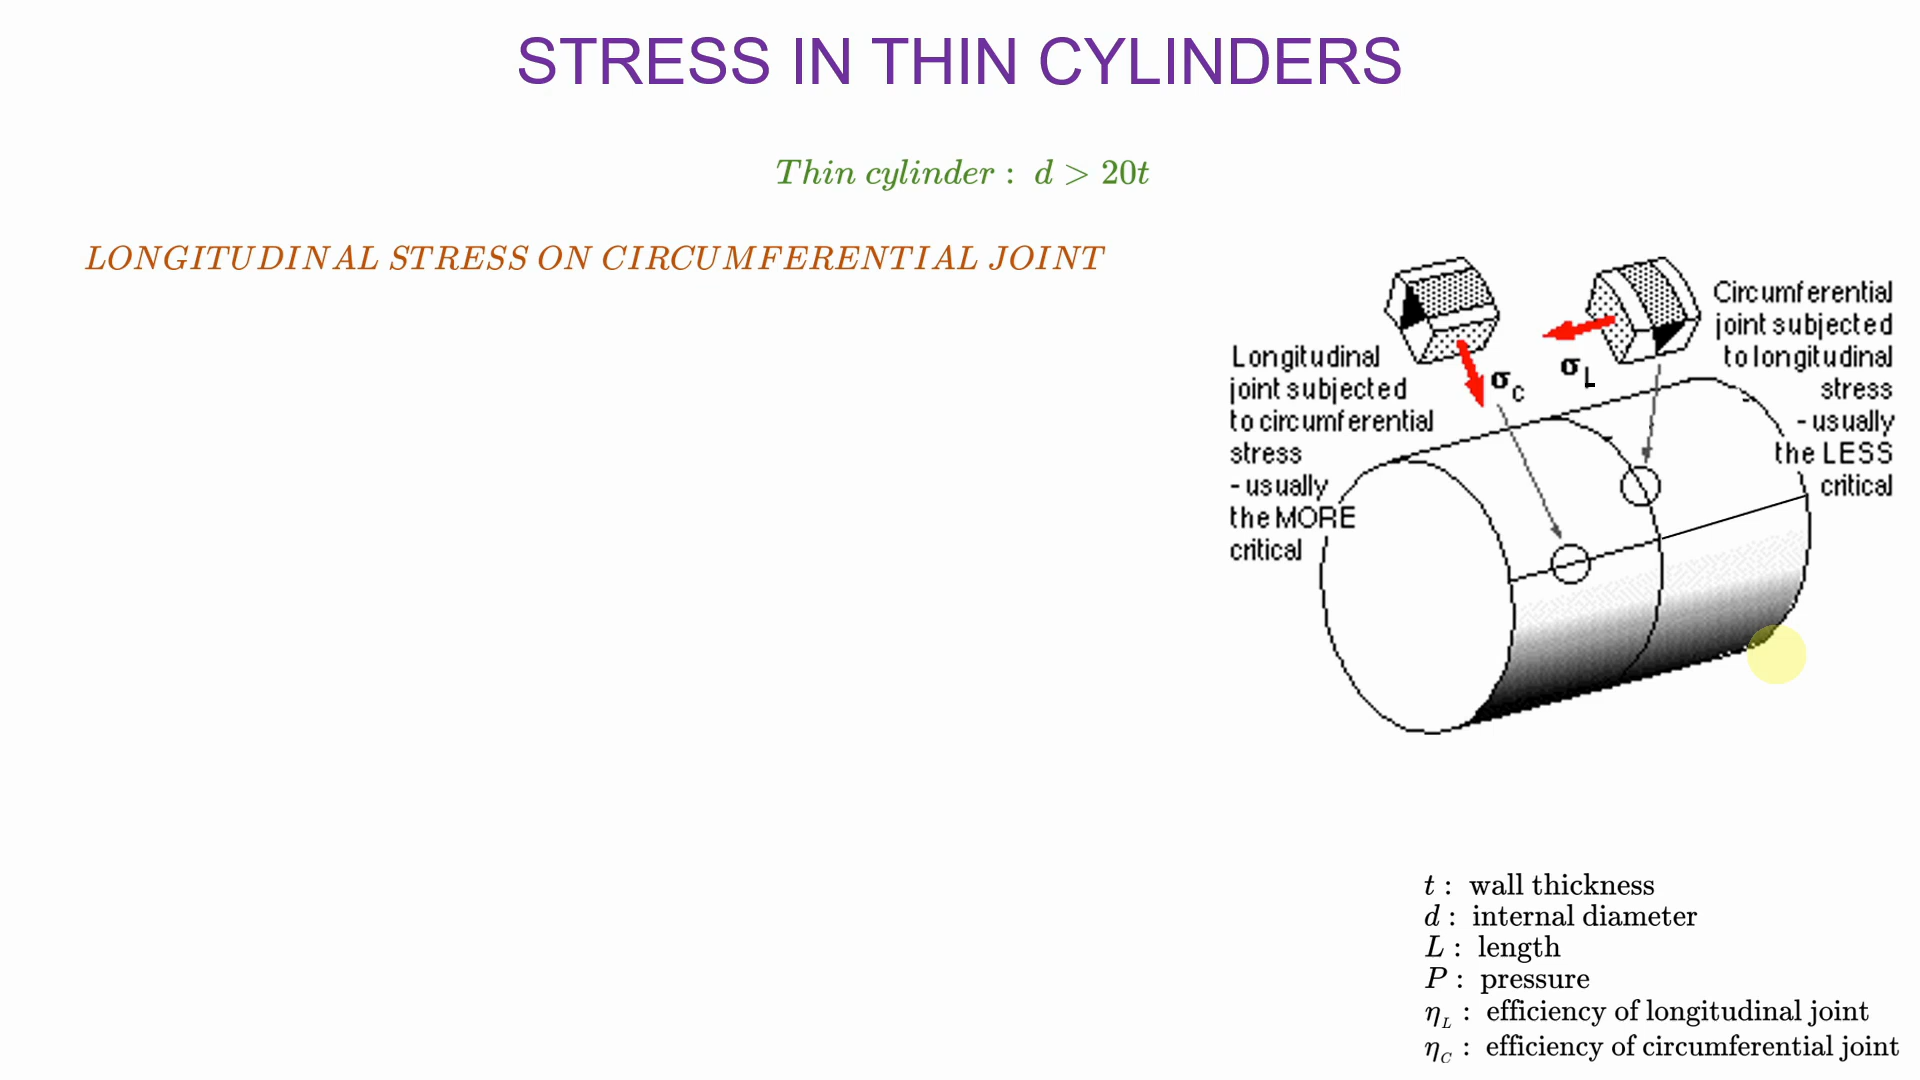 STRESS IN THIN CYLINDERS
Thin cylinder : d > 20t
LONGITUDINAL STRESS ON CIRCUMFERENTIAL JOINT
Longitudinal
joint subjected
to circumferential
stress
- usually
the MORE
critical
σc
σL
Circumferential
joint subjected
to longitudinal
stress
- usually
the LESS
critical
t : wall thickness
d : internal diameter
L : length
P : pressure
η_L : efficiency of longitudinal joint
η_C : efficiency of circumferential joint